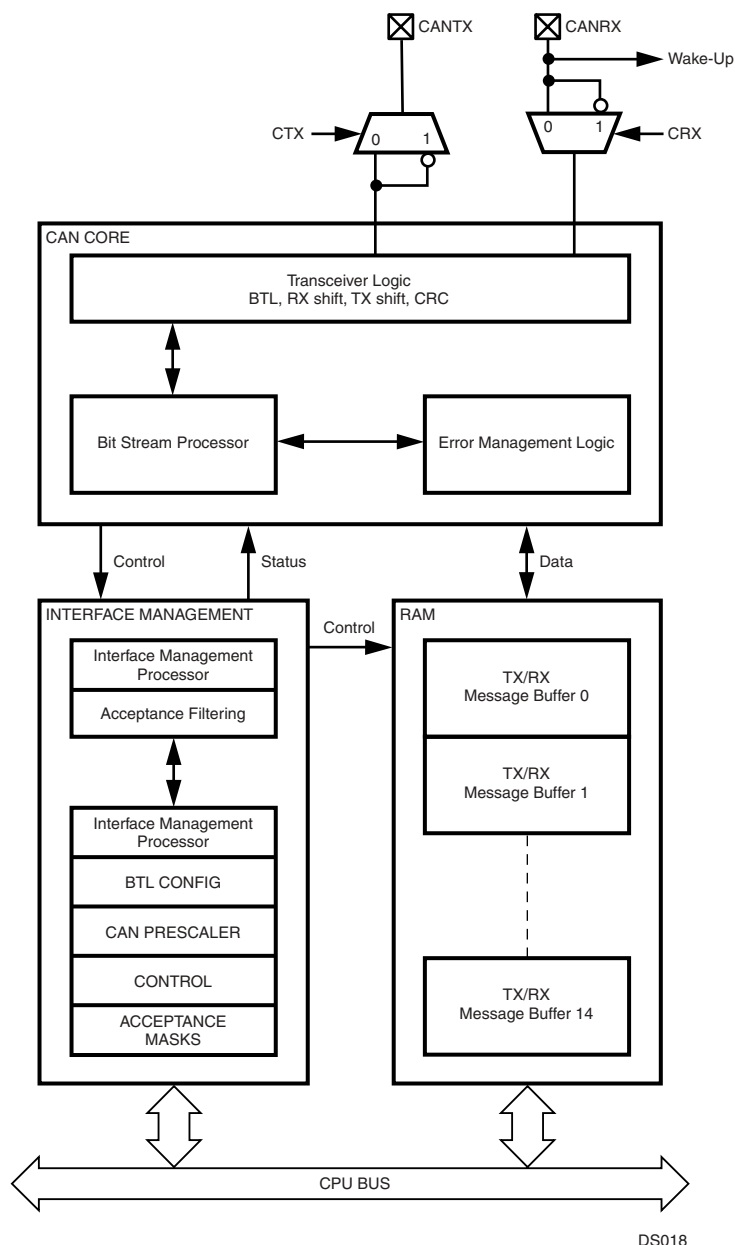 CANTX
CANRX
Wake-Up
CTX
0 1
0 1
CRX
CAN CORE
Transceiver Logic
BTL, RX shift, TX shift, CRC
Bit Stream Processor
Error Management Logic
Control
Status
Data
INTERFACE MANAGEMENT
Control
RAM
Interface Management
Processor
Acceptance Filtering
Interface Management
Processor
BTL CONFIG
CAN PRESCALER
CONTROL
ACCEPTANCE
MASKS
TX/RX
Message Buffer 0
TX/RX
Message Buffer 1
TX/RX
Message Buffer 14
CPU BUS
DS018